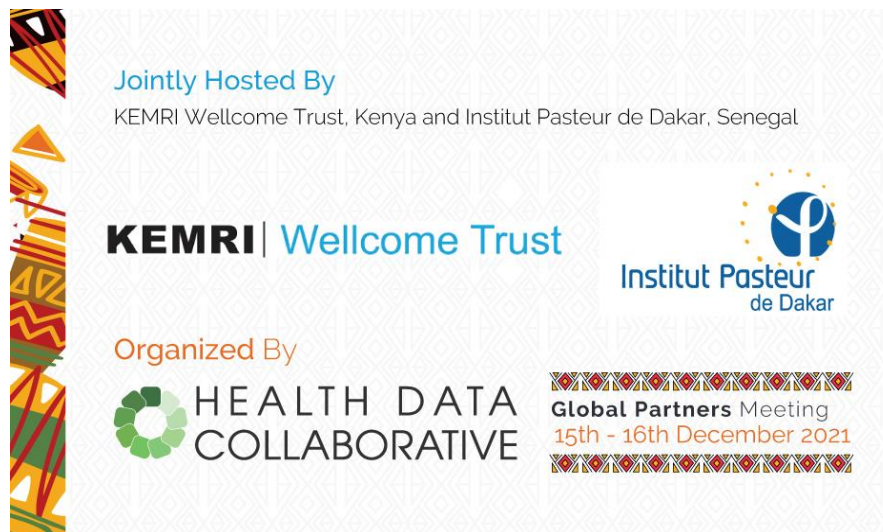 Jointly Hosted By
KEMRI Wellcome Trust, Kenya and Institut Pasteur de Dakar, Senegal
KEMRI | Wellcome Trust
Institut Pasteur
de Dakar
Organized By
HEALTH DATA
COLLABORATIVE
Global Partners Meeting
15th - 16th December 2021